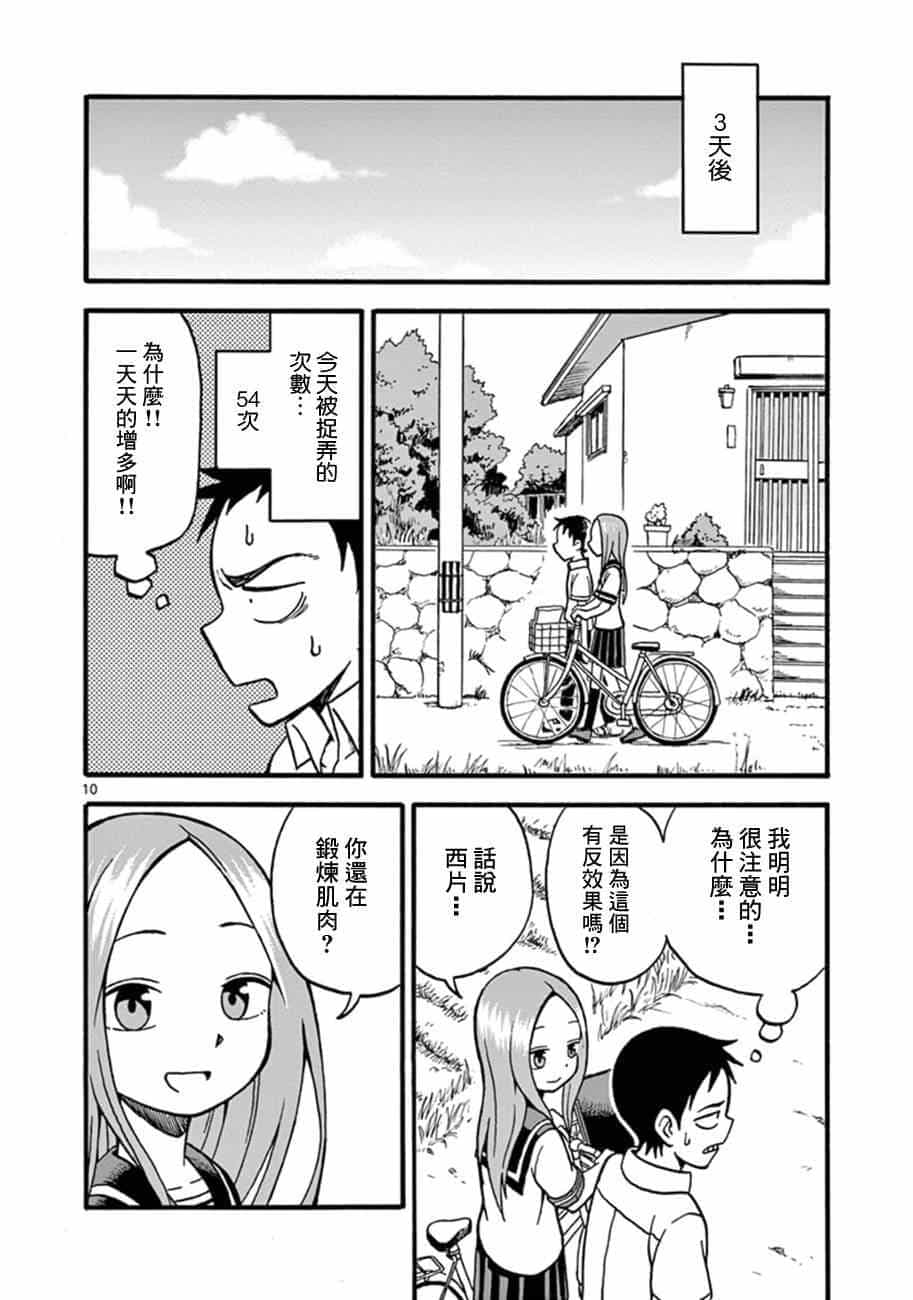 3天後
今天被捉弄的
次數…
54次
為什麼!!
一天天的增多啊!!
我明明
很注意的…
為什麼…
是因為這個
有反效果嗎!?
話說
西片…
你還在
鍛煉肌肉?
10